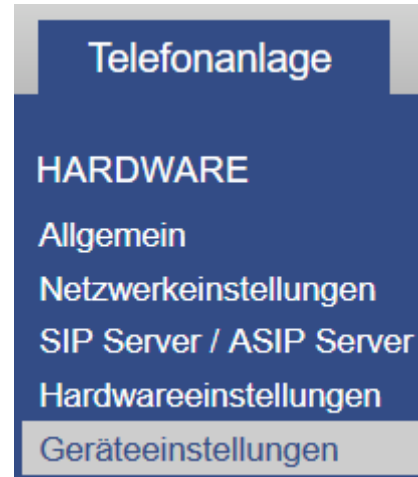 Telefonanlage
HARDWARE
Allgemein
Netzwerkeinstellungen
SIP Server / ASIP Server
Hardwareeinstellungen
Geräteeinstellungen